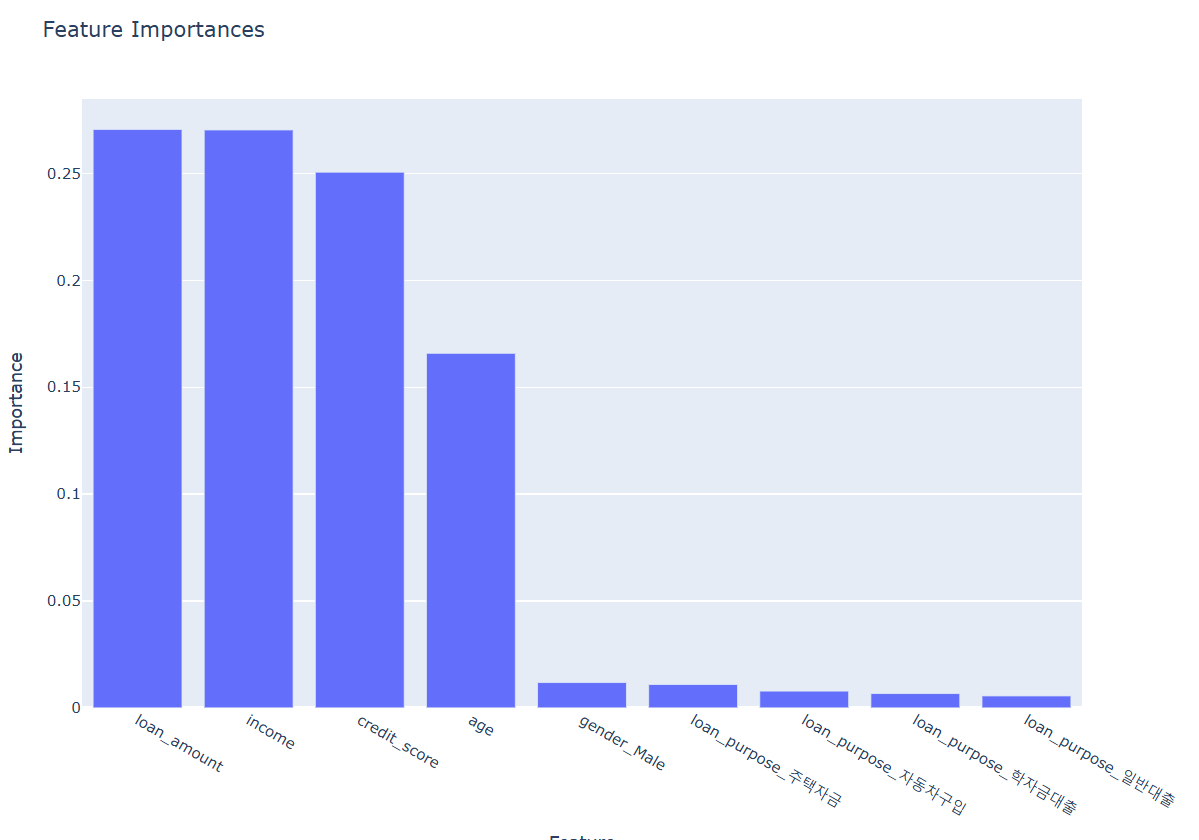 Feature Importances
Importance
0.25
0.2
0.15
0.1
0.05
0
loan_amount
income
credit_score
age
gender_Male
loan_purpose_주택자금
loan_purpose_자동차구입
loan_purpose_학자금대출
loan_purpose_일반대출
Feature